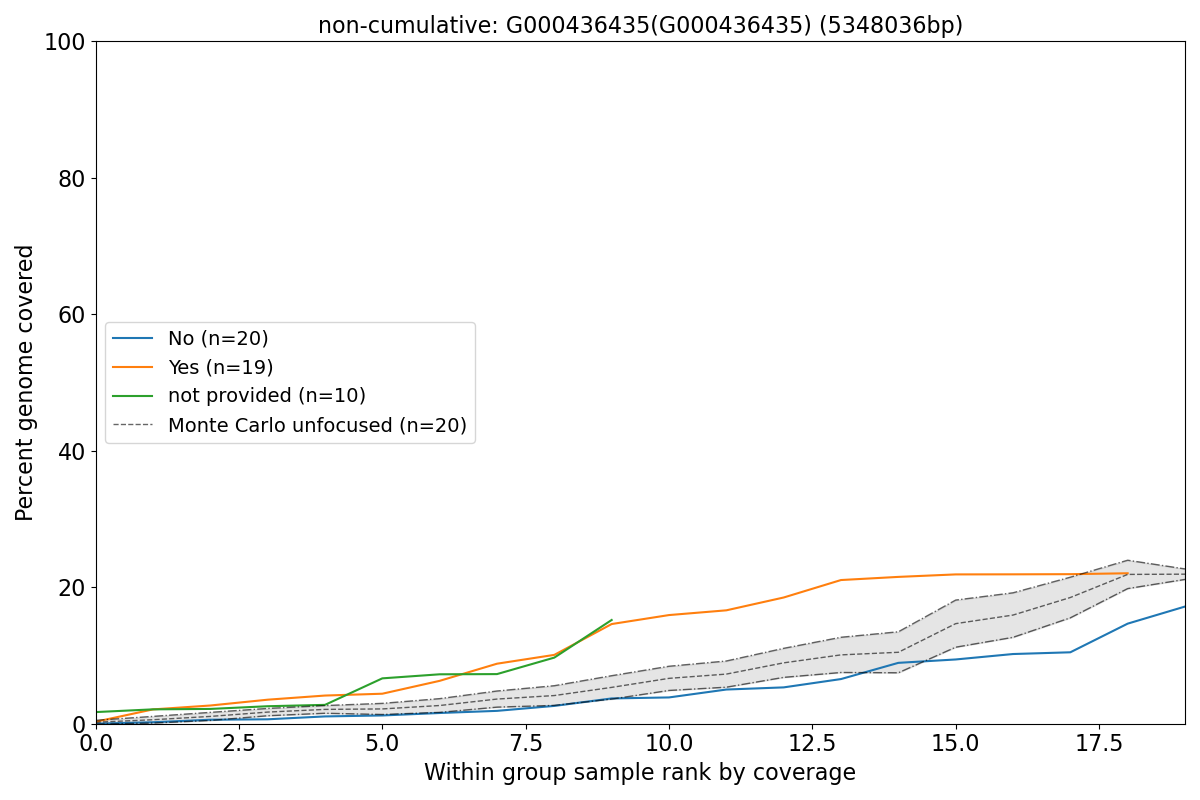 non-cumulative: G000436435(G000436435) (5348036bp)
100
80
60
40
20
0
Percent genome covered
No (n=20)
Yes (n=19)
not provided (n=10)
Monte Carlo unfocused (n=20)
0.0 2.5 5.0 7.5 10.0 12.5 15.0 17.5
Within group sample rank by coverage